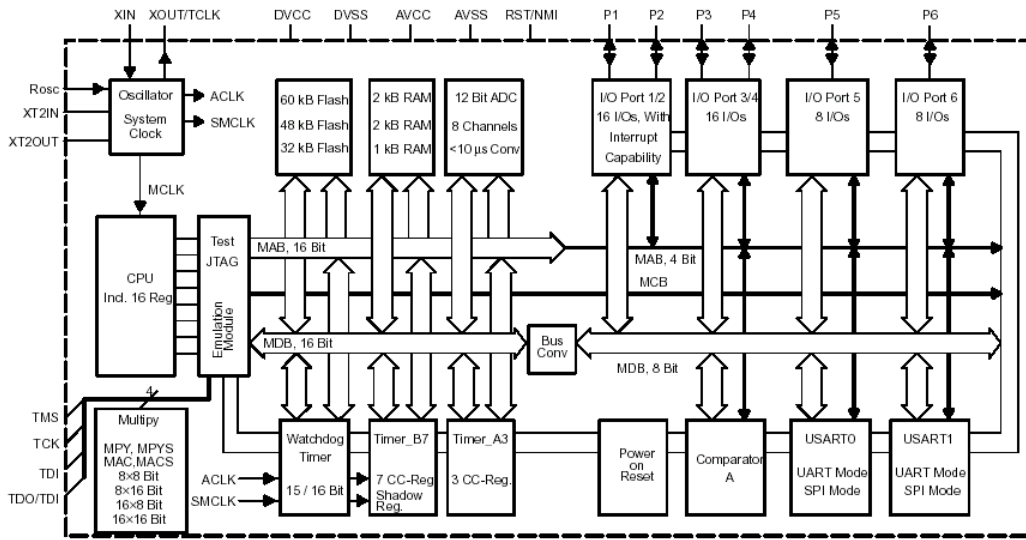 XIN XOUT/TCLK DVCC DVSS AVCC AVSS RST/NMI P1 P2 P3 P4 P5 P6
Rosc
XT2IN
XT2OUT
Oscillator
System
Clock
ACLK
SMCLK
60 kB Flash
48 kB Flash
32 kB Flash
2 kB RAM
2 kB RAM
1 kB RAM
12 Bit ADC
8 Channels
<10 µs Conv
I/O Port 1/2
16 I/Os, With
Interrupt
Capability
I/O Port 3/4
16 I/Os
I/O Port 5
8 I/Os
I/O Port 6
8 I/Os
MCLK
CPU
Incl. 16 Reg
Test
JTAG
Emulation
Module
MAB, 16 Bit
MAB, 4 Bit
MCB
MDB, 16 Bit
Bus
Conv
MDB, 8 Bit
4
TMS
TCK
TDI
TDO/TDI
Multipy
MPY, MPYS
MAC,MACS
8×8 Bit
8×16 Bit
16×8 Bit
16×16 Bit
ACLK
SMCLK
Watchdog
Timer
15 / 16 Bit
Timer_B7
7 CC-Reg
Shadow
Reg.
Timer_A3
3 CC-Reg.
Power
on
Reset
Comparator
A
USART0
UART Mode
SPI Mode
USART1
UART Mode
SPI Mode